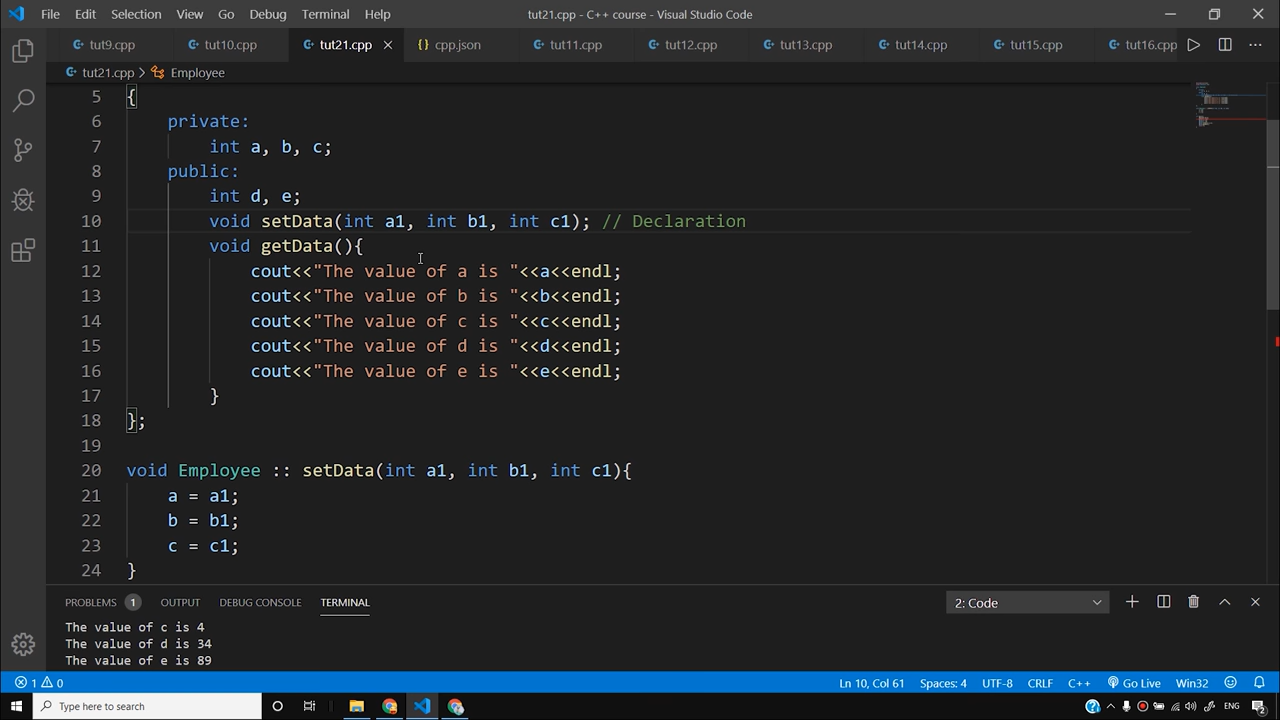 File Edit Selection View Go Debug Terminal Help tut21.cpp - C++ course - Visual Studio Code
tut9.cpp tut10.cpp tut21.cpp cpp.json tut11.cpp tut12.cpp tut13.cpp tut14.cpp tut15.cpp tut16.cpp
tut21.cpp > Employee
5 {
6 private:
7 int a, b, c;
8 public:
9 int d, e;
10 void setData(int a1, int b1, int c1); // Declaration
11 void getData(){
12 cout<<"The value of a is "<<a<<endl;
13 cout<<"The value of b is "<<b<<endl;
14 cout<<"The value of c is "<<c<<endl;
15 cout<<"The value of d is "<<d<<endl;
16 cout<<"The value of e is "<<e<<endl;
17 }
18 };
19
20 void Employee :: setData(int a1, int b1, int c1){
21 a = a1;
22 b = b1;
23 c = c1;
24 }
PROBLEMS 1 OUTPUT DEBUG CONSOLE TERMINAL 2: Code
The value of c is 4
The value of d is 34
The value of e is 89
1 0 Ln 10, Col 61 Spaces: 4 UTF-8 CRLF C++ Go Live Win32
Type here to search ENG 2